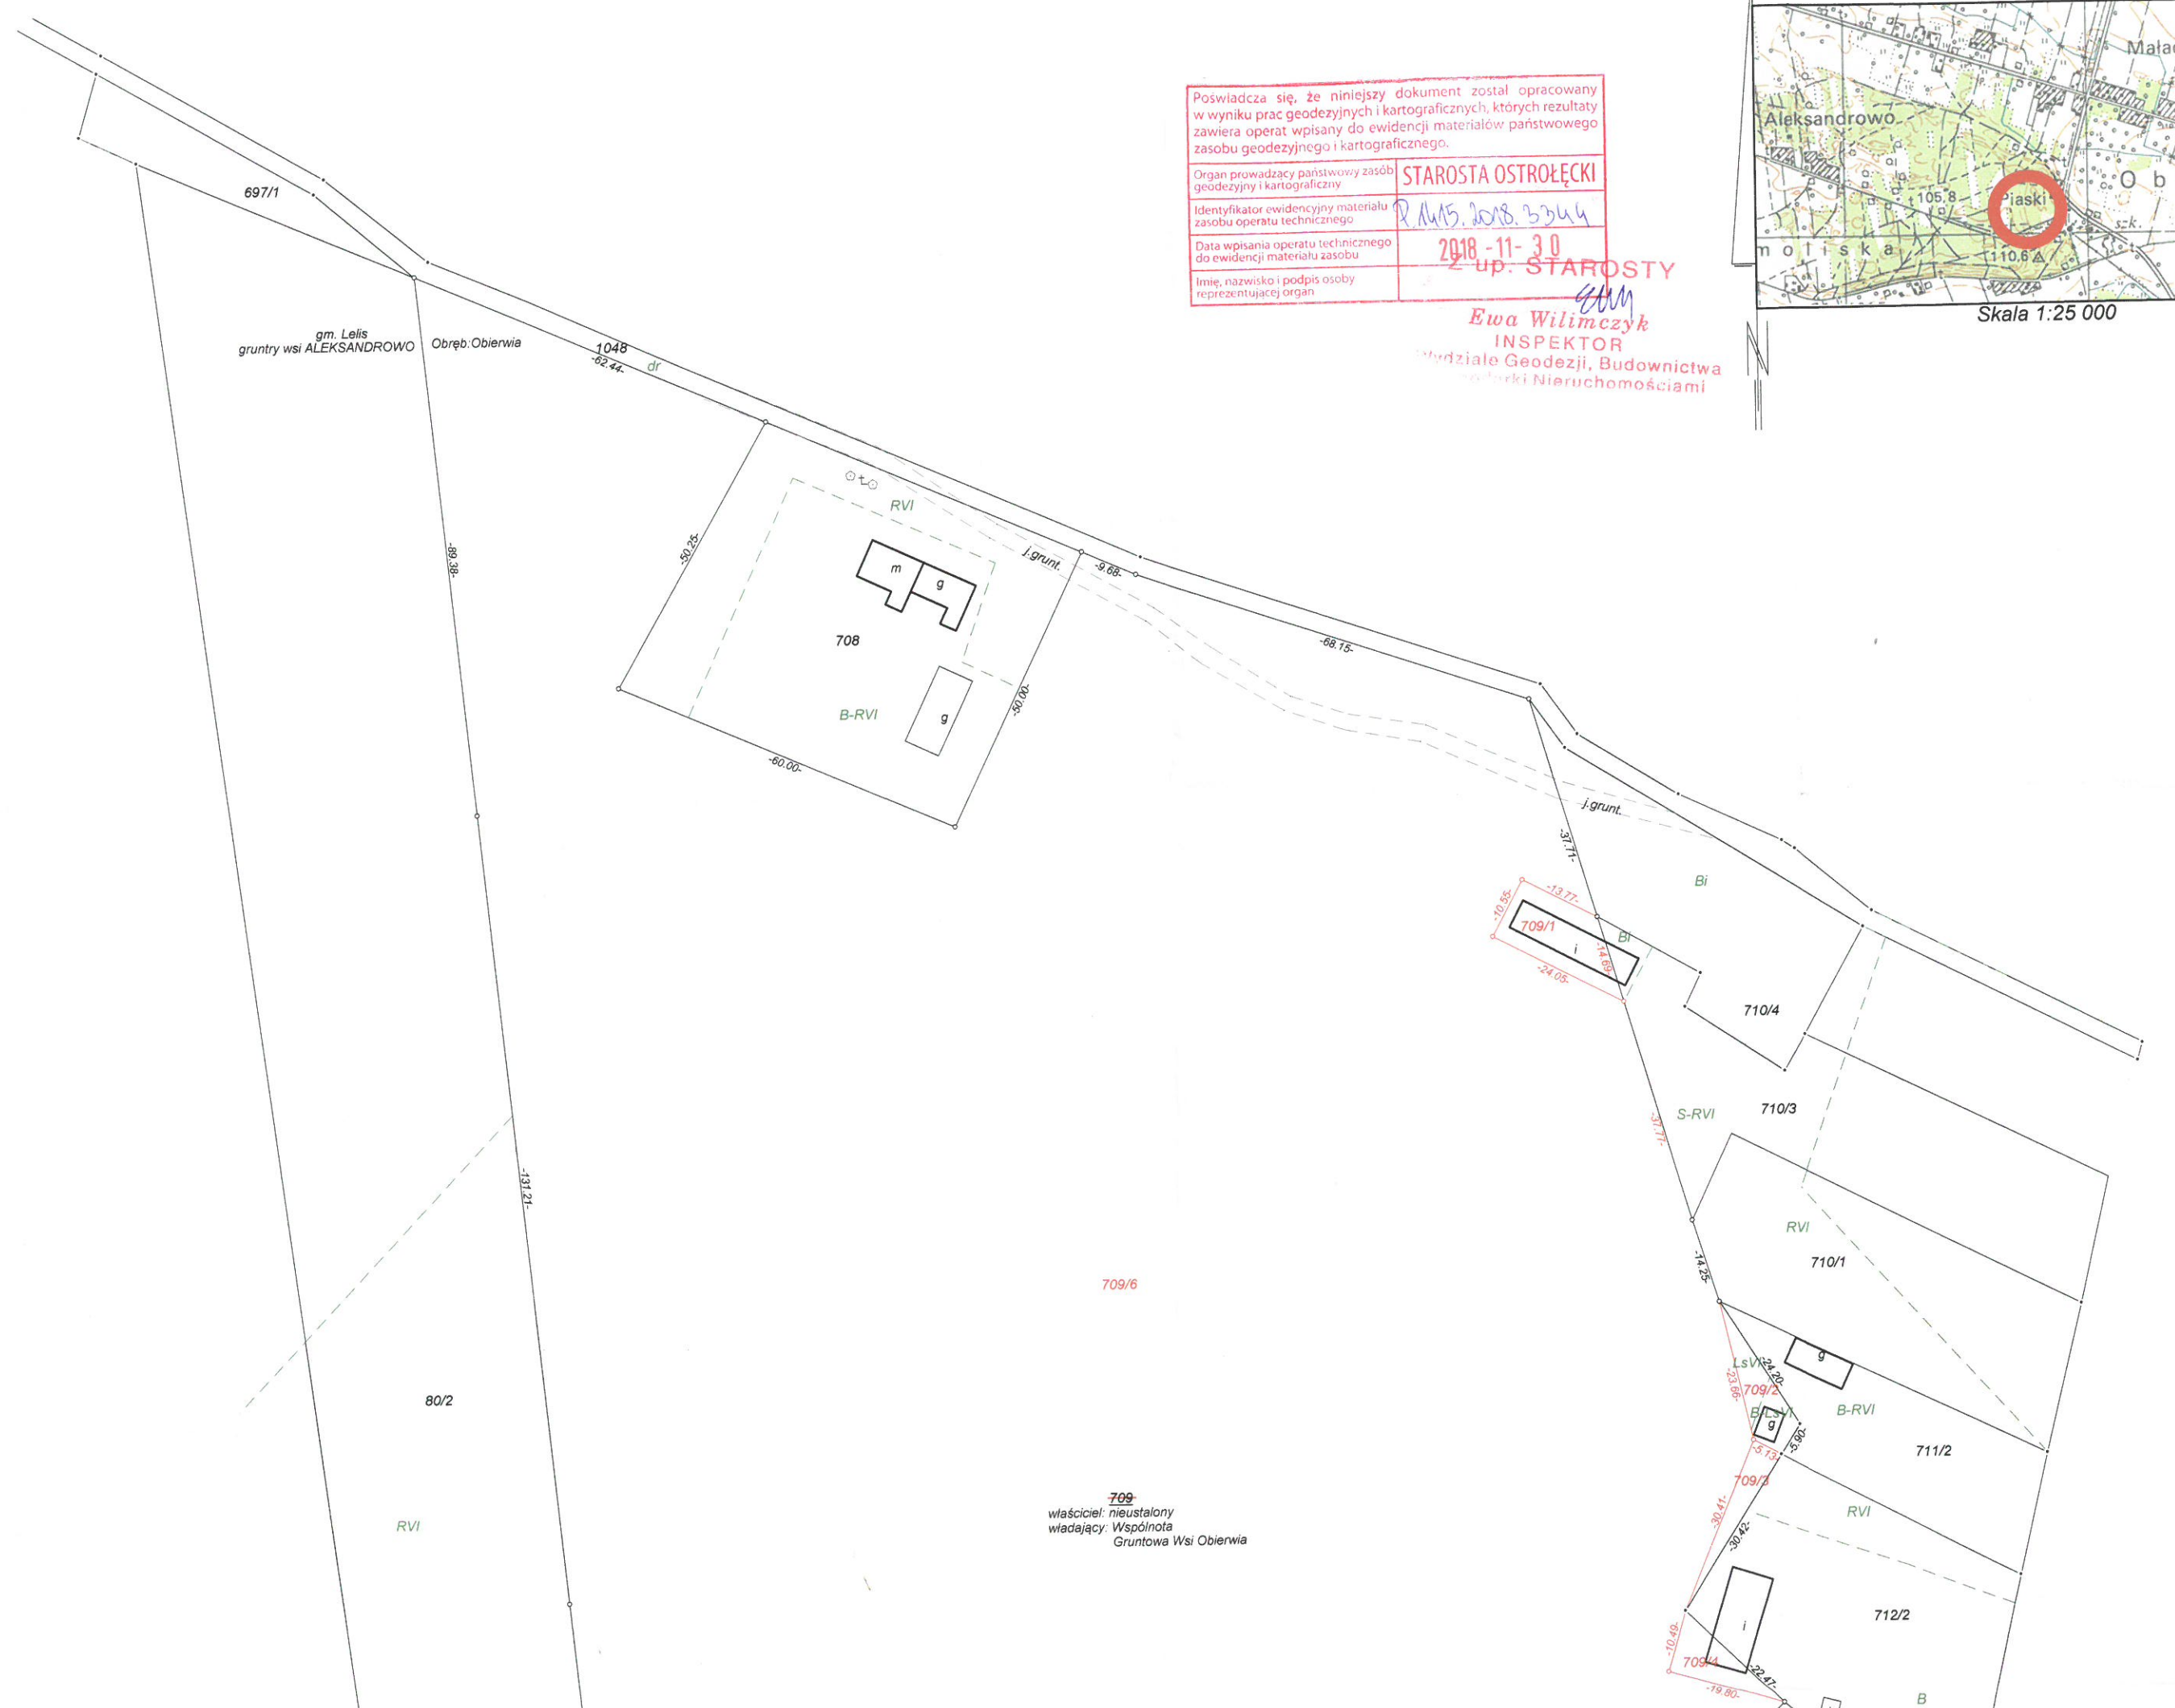 Poświadcza się, że niniejszy dokument został opracowany
w wyniku prac geodezyjnych i kartograficznych, których rezultaty
zawiera operat wpisany do ewidencji materiałów państwowego
zasobu geodezyjnego i kartograficznego.
Organ prowadzący państwowy zasób
geodezyjny i kartograficzny
STAROSTA OSTROŁĘCKI
Identyfikator ewidencyjny materiału
zasobu operatu technicznego
P.1415.2018.3344
Data wpisania operatu technicznego
do ewidencji materiału zasobu
2018 -11- 30
Imię, nazwisko i podpis osoby
reprezentującej organ
Z up. STAROSTY
Ewa Wilimczyk
INSPEKTOR
Wydziale Geodezji, Budownictwa
Nieruchomościami
Aleksandrowo
Piaski
105,8
110,6
szk.
O b
m o l i s k a
Mała
Skala 1:25 000
N
697/1
gm. Lelis
gruntry wsi ALEKSANDROWO
Obręb:Obierwia
1048
-62.44-
dr
RVI
j.grunt.
-9.68-
-89.38-
-50.25-
m
g
708
-68.15-
B-RVI
g
-50.00-
-60.00-
j.grunt.
-37.71-
Bi
-13.77-
-10.55-
709/1
Bi
i
-14.69-
-24.05-
710/4
S-RVI
710/3
-37.77-
-131.21-
RVI
710/1
-14.25-
709/6
LsVI
-24.20-
g
-23.66-
709/2
80/2
B-LsVI
B-RVI
g
-5.90-
-5.13-
711/2
709/3
709
właściciel: nieustalony
władający: Wspólnota
Gruntowa Wsi Obierwia
RVI
-30.41-
RVI
-30.42-
712/2
i
-10.49-
709/4
-22.47-
-19.80-
B